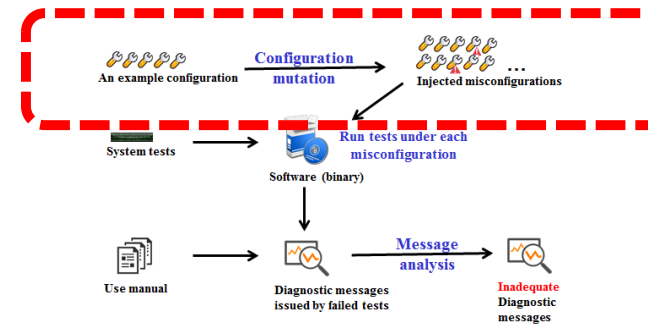 Configuration
mutation
An example configuration
...
Injected misconfigurations
System tests
Run tests under each
misconfiguration
Software (binary)
Message
analysis
Use manual
Diagnostic messages
issued by failed tests
Inadequate
Diagnostic
messages